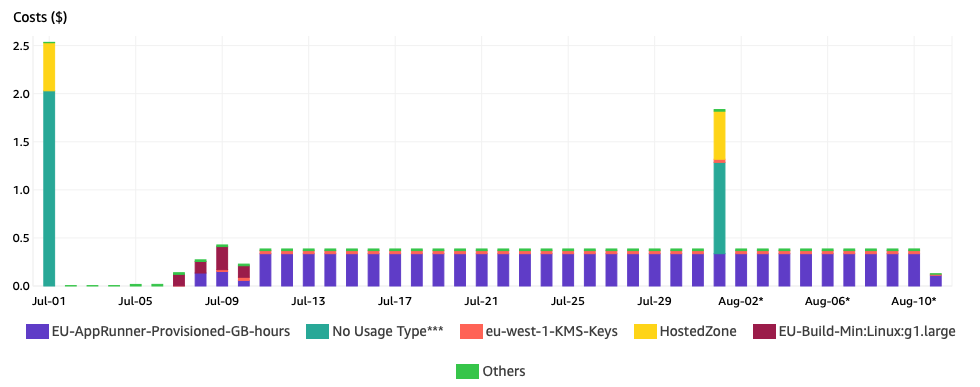 Costs ($)
2.5
2.0
1.5
1.0
0.5
0.0
Jul-01 Jul-05 Jul-09 Jul-13 Jul-17 Jul-21 Jul-25 Jul-29 Aug-02* Aug-06* Aug-10*
EU-AppRunner-Provisioned-GB-hours No Usage Type*** eu-west-1-KMS-Keys HostedZone EU-Build-Min:Linux:g1.large
Others